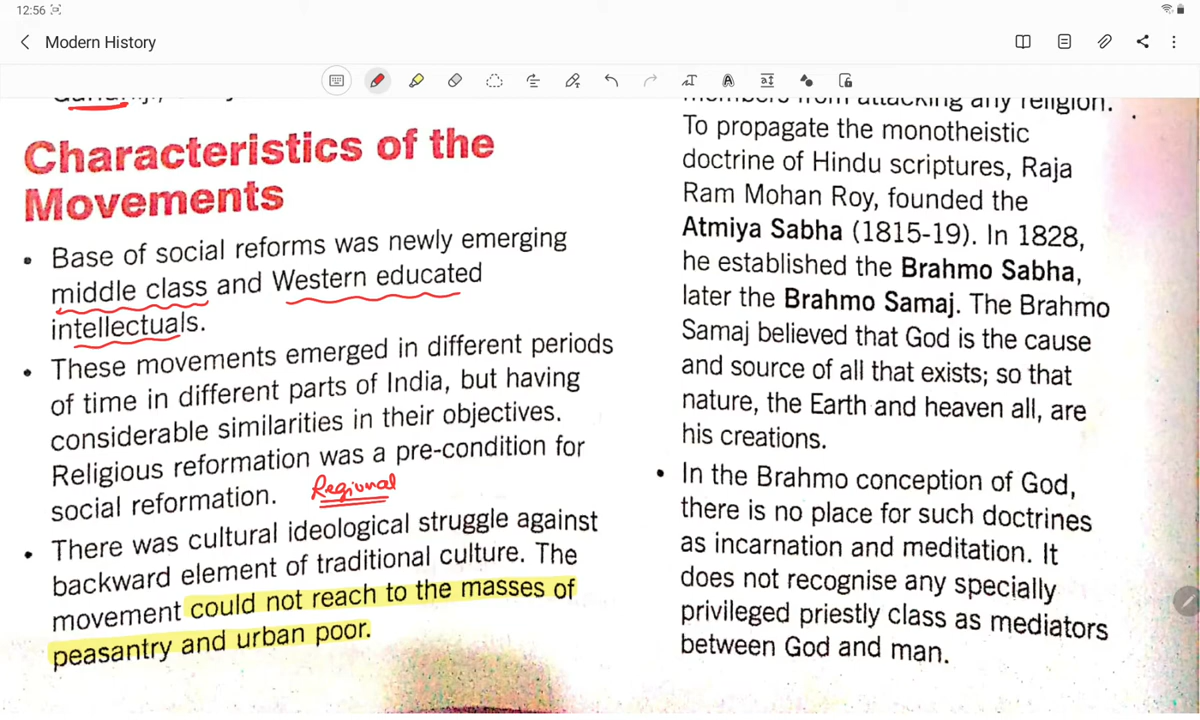 12:56
Modern History
Characteristics of the
Movements
• Base of social reforms was newly emerging
middle class and Western educated
intellectuals.
• These movements emerged in different periods
of time in different parts of India, but having
considerable similarities in their objectives.
Religious reformation was a pre-condition for
social reformation. Regional
• There was cultural ideological struggle against
backward element of traditional culture. The
movement could not reach to the masses of
peasantry and urban poor.
members from attacking any religion.
To propagate the monotheistic
doctrine of Hindu scriptures, Raja
Ram Mohan Roy, founded the
Atmiya Sabha (1815-19). In 1828,
he established the Brahmo Sabha,
later the Brahmo Samaj. The Brahmo
Samaj believed that God is the cause
and source of all that exists; so that
nature, the Earth and heaven all, are
his creations.
• In the Brahmo conception of God,
there is no place for such doctrines
as incarnation and meditation. It
does not recognise any specially
privileged priestly class as mediators
between God and man.